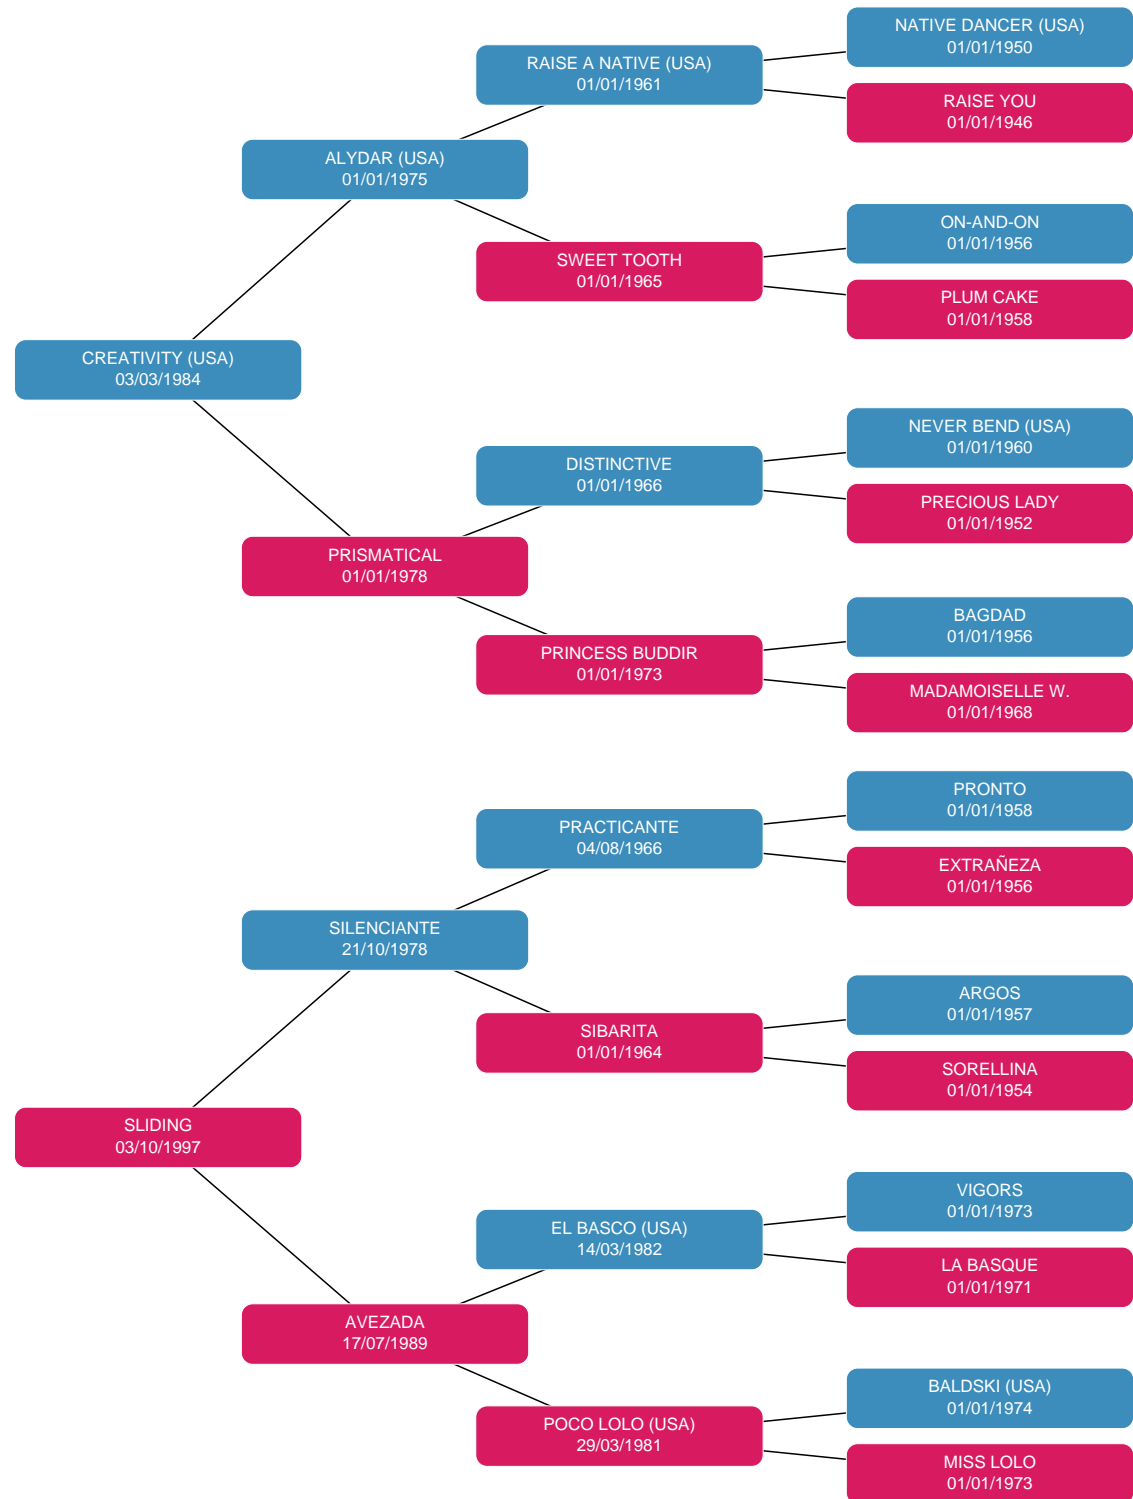 NATIVE DANCER (USA)
01/01/1950
RAISE A NATIVE (USA)
01/01/1961
RAISE YOU
01/01/1946
ALYDAR (USA)
01/01/1975
ON-AND-ON
01/01/1956
SWEET TOOTH
01/01/1965
PLUM CAKE
01/01/1958
CREATIVITY (USA)
03/03/1984
NEVER BEND (USA)
01/01/1960
DISTINCTIVE
01/01/1966
PRECIOUS LADY
01/01/1952
PRISMATICAL
01/01/1978
BAGDAD
01/01/1956
PRINCESS BUDDIR
01/01/1973
MADAMOISELLE W.
01/01/1968
PRONTO
01/01/1958
PRACTICANTE
04/08/1966
EXTRAÑEZA
01/01/1956
SILENCIANTE
21/10/1978
ARGOS
01/01/1957
SIBARITA
01/01/1964
SORELLINA
01/01/1954
SLIDING
03/10/1997
VIGORS
01/01/1973
EL BASCO (USA)
14/03/1982
LA BASQUE
01/01/1971
AVEZADA
17/07/1989
BALDSKI (USA)
01/01/1974
POCO LOLO (USA)
29/03/1981
MISS LOLO
01/01/1973